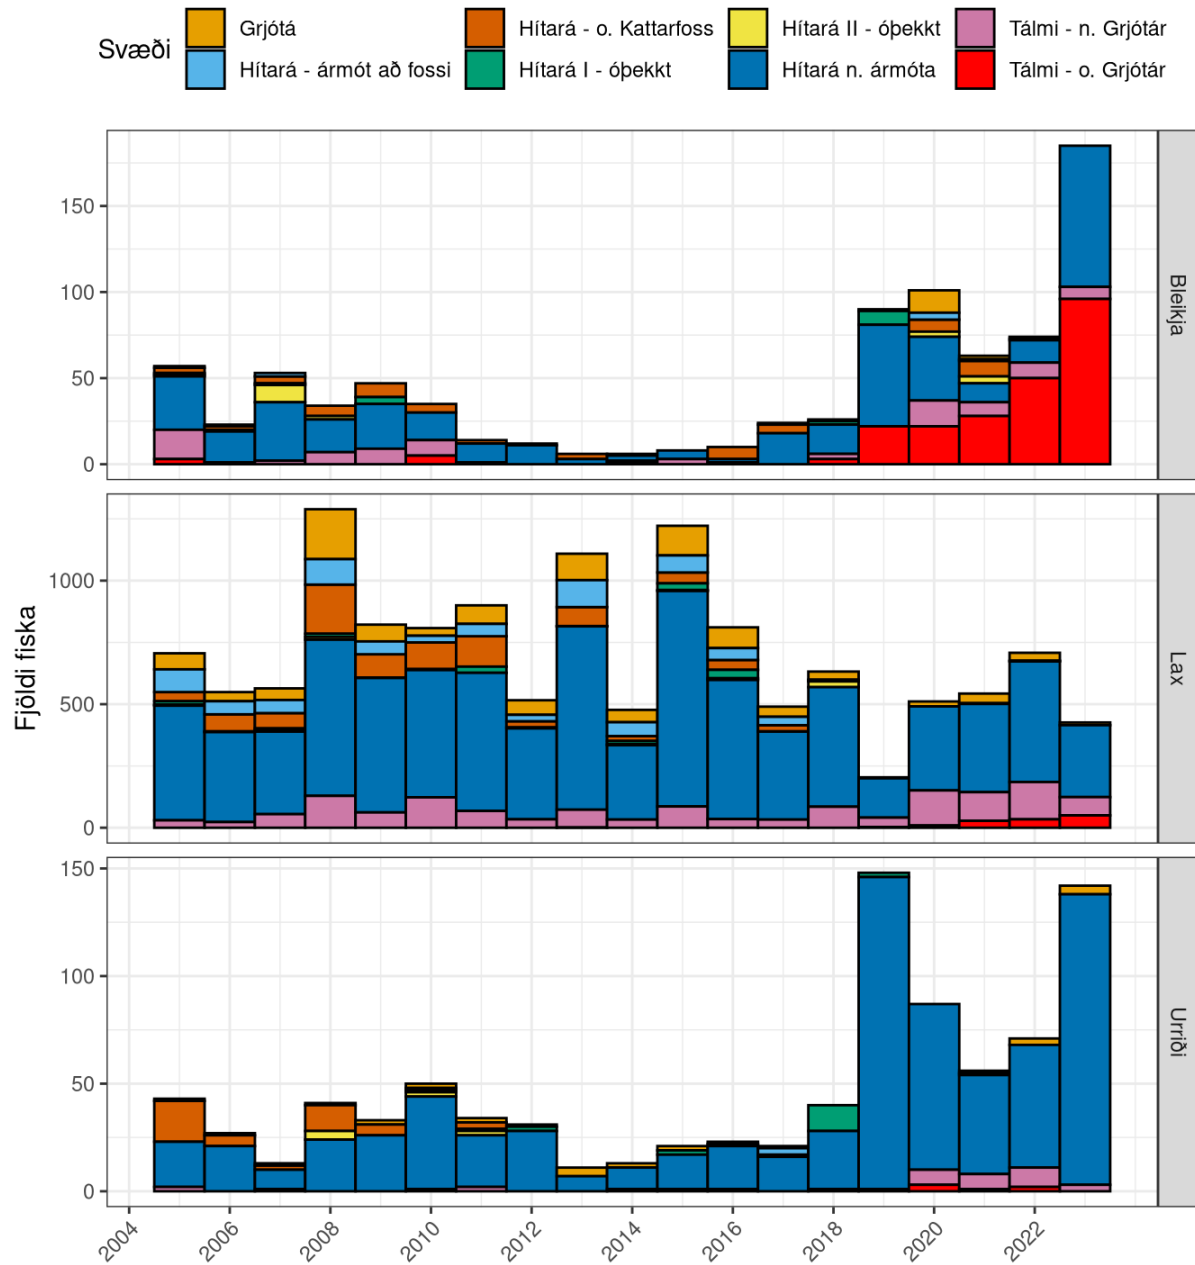 Svæði
Grjótá
Hítará - o. Kattarfoss
Hítará II - óþekkt
Tálmi - n. Grjótár
Hítará - ármót að fossi
Hítará I - óþekkt
Hítará n. ármóta
Tálmi - o. Grjótár
Fjöldi fiska
150
100
50
0
Bleikja
1000
500
0
Lax
150
100
50
0
Urriði
2004
2006
2008
2010
2012
2014
2016
2018
2020
2022